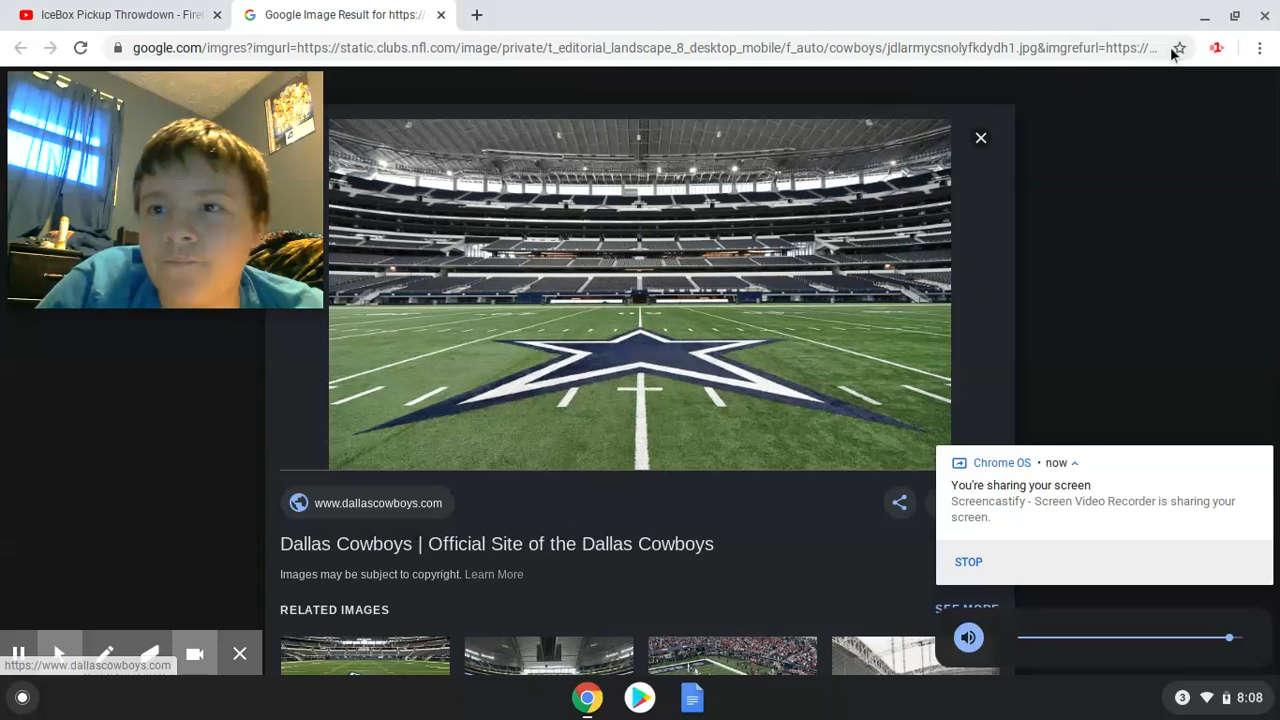 IceBox Pickup Throwdown - Firef
Google Image Result for https://
google.com/imgres?imgurl=https://static.clubs.nfl.com/image/private/t_editorial_landscape_8_desktop_mobile/f_auto/cowboys/jdlarmycsnolyfkdydh1.jpg&imgrefurl=https://...
Chrome OS • now
You're sharing your screen
Screencastify - Screen Video Recorder is sharing your
screen.
STOP
www.dallascowboys.com
Dallas Cowboys | Official Site of the Dallas Cowboys
Images may be subject to copyright. Learn More
RELATED IMAGES
SEE MORE
https://www.dallascowboys.com
3
8:08